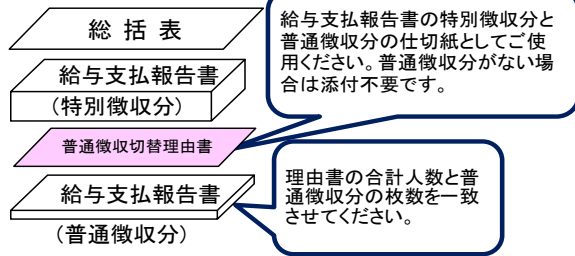 総括表
給与支払報告書
(特別徴収分)
普通徴収切替理由書
給与支払報告書
(普通徴収分)
給与支払報告書の特別徴収分と
普通徴収分の仕切紙としてご使
用ください。普通徴収分がない場
合は添付不要です。
理由書の合計人数と普
通徴収分の枚数を一致
させてください。